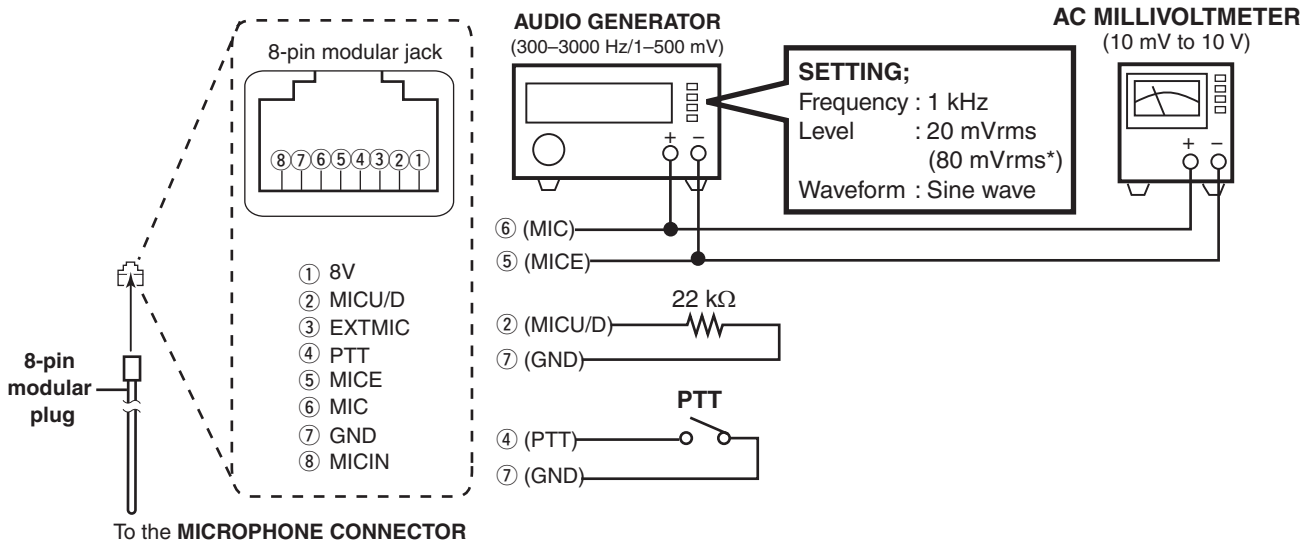 8-pin modular jack
⑧⑦⑥⑤④③②①
① 8V
② MICU/D
③ EXTMIC
④ PTT
⑤ MICE
⑥ MIC
⑦ GND
⑧ MICIN
8-pin
modular
plug
To the MICROPHONE CONNECTOR
AUDIO GENERATOR
(300–3000 Hz/1–500 mV)
+ −
SETTING;
Frequency : 1 kHz
Level : 20 mVrms
(80 mVrms*)
Waveform : Sine wave
AC MILLIVOLTMETER
(10 mV to 10 V)
+ −
⑥ (MIC)
⑤ (MICE)
22 kΩ
② (MICU/D)
⑦ (GND)
PTT
④ (PTT)
⑦ (GND)